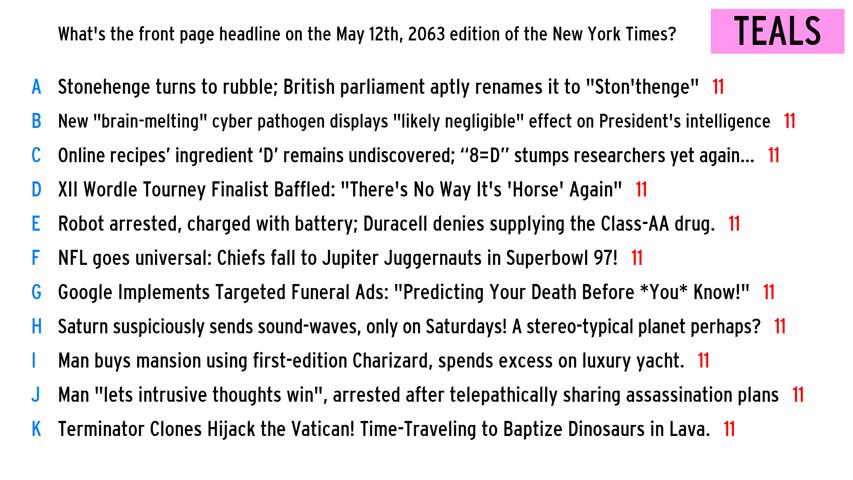 What's the front page headline on the May 12th, 2063 edition of the New York Times?
TEALS
A Stonehenge turns to rubble; British parliament aptly renames it to "Ston'thenge" 11
B New "brain-melting" cyber pathogen displays "likely negligible" effect on President's intelligence 11
C Online recipes’ ingredient ‘D’ remains undiscovered; “8=D” stumps researchers yet again... 11
D XII Wordle Tourney Finalist Baffled: "There's No Way It's 'Horse' Again" 11
E Robot arrested, charged with battery; Duracell denies supplying the Class-AA drug. 11
F NFL goes universal: Chiefs fall to Jupiter Juggernauts in Superbowl 97! 11
G Google Implements Targeted Funeral Ads: "Predicting Your Death Before *You* Know!" 11
H Saturn suspiciously sends sound-waves, only on Saturdays! A stereo-typical planet perhaps? 11
I Man buys mansion using first-edition Charizard, spends excess on luxury yacht. 11
J Man "lets intrusive thoughts win", arrested after telepathically sharing assassination plans 11
K Terminator Clones Hijack the Vatican! Time-Traveling to Baptize Dinosaurs in Lava. 11